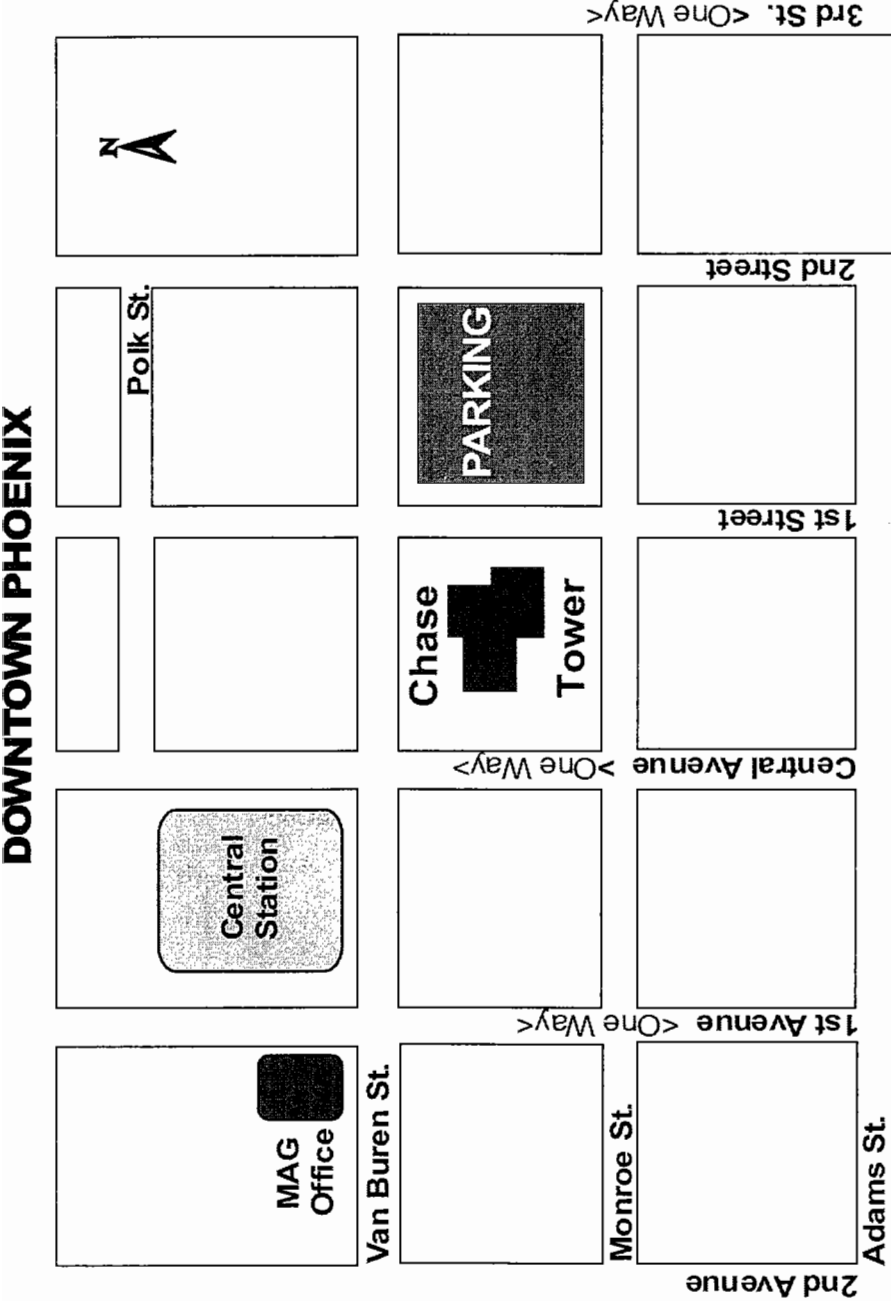 DOWNTOWN PHOENIX
N
Polk St.
Central
Station
MAG
Office
Van Buren St.
Chase
Tower
PARKING
Monroe St.
Adams St.
2nd Avenue
1st Avenue <One Way<
Central Avenue >One Way>
1st Street
2nd Street
3rd St. <One Way<